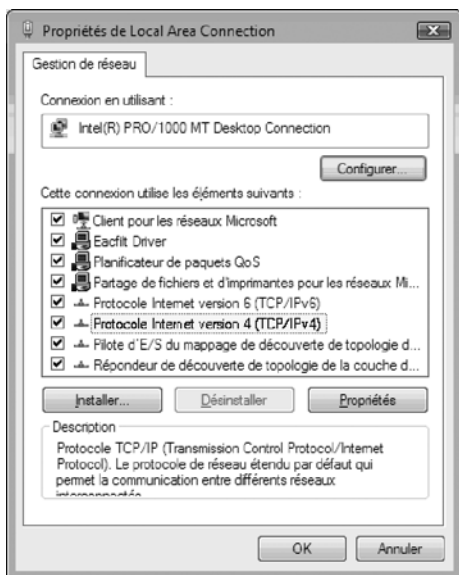 Propriétés de Local Area Connection
Gestion de réseau
Connexion en utilisant :
Intel(R) PRO/1000 MT Desktop Connection
Configurer...
Cette connexion utilise les éléments suivants :
Client pour les réseaux Microsoft
Eacfilt Driver
Planificateur de paquets QoS
Partage de fichiers et d'imprimantes pour les réseaux Mi...
Protocole Internet version 6 (TCP/IPv6)
Protocole Internet version 4 (TCP/IPv4)
Pilote d'E/S du mappage de découverte de topologie d...
Répondeur de découverte de topologie de la couche d...
Installer...
Désinstaller
Propriétés
Description
Protocole TCP/IP (Transmission Control Protocol/Internet
Protocol). Le protocole de réseau étendu par défaut qui
permet la communication entre différents réseaux
interconnectés.
OK
Annuler